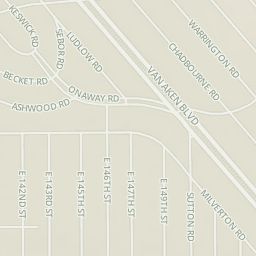 KESWICK RD
SEBOR RD
LUDLOW RD
WARRINGTON RD
CHADBOURNE RD
VAN AKEN BLVD
BECKET RD
ONAWAY RD
ASHWOOD RD
E 142ND ST
E 143RD ST
E 145TH ST
E 146TH ST
E 147TH ST
E 149TH ST
SUTTON RD
MILVERTON RD